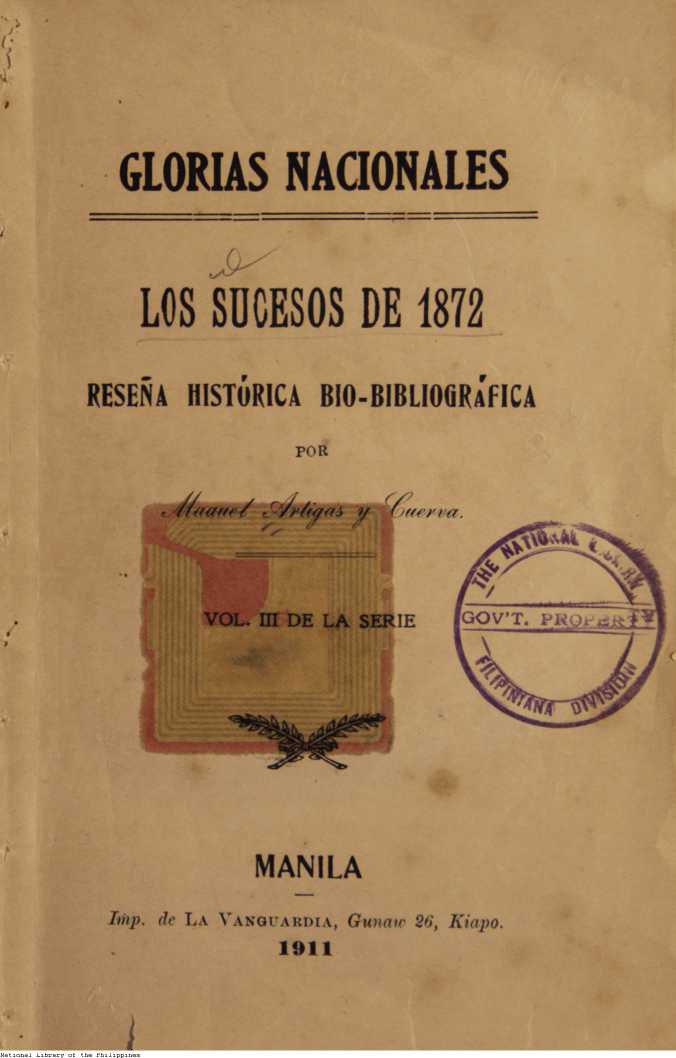 GLORIAS NACIONALES
LOS SUCESOS DE 1872
RESEÑA HISTÓRICA BIO-BIBLIOGRÁFICA
POR
Manuel Artigas y Cuerva.
VOL. III DE LA SERIE
THE NATIONAL LIBRARY
GOV'T. PROPERTY
FILIPINIANA DIVISION
MANILA
Imp. de LA VANGUARDIA, Gunaw 26, Kiapo.
1911
National Library of the Philippines